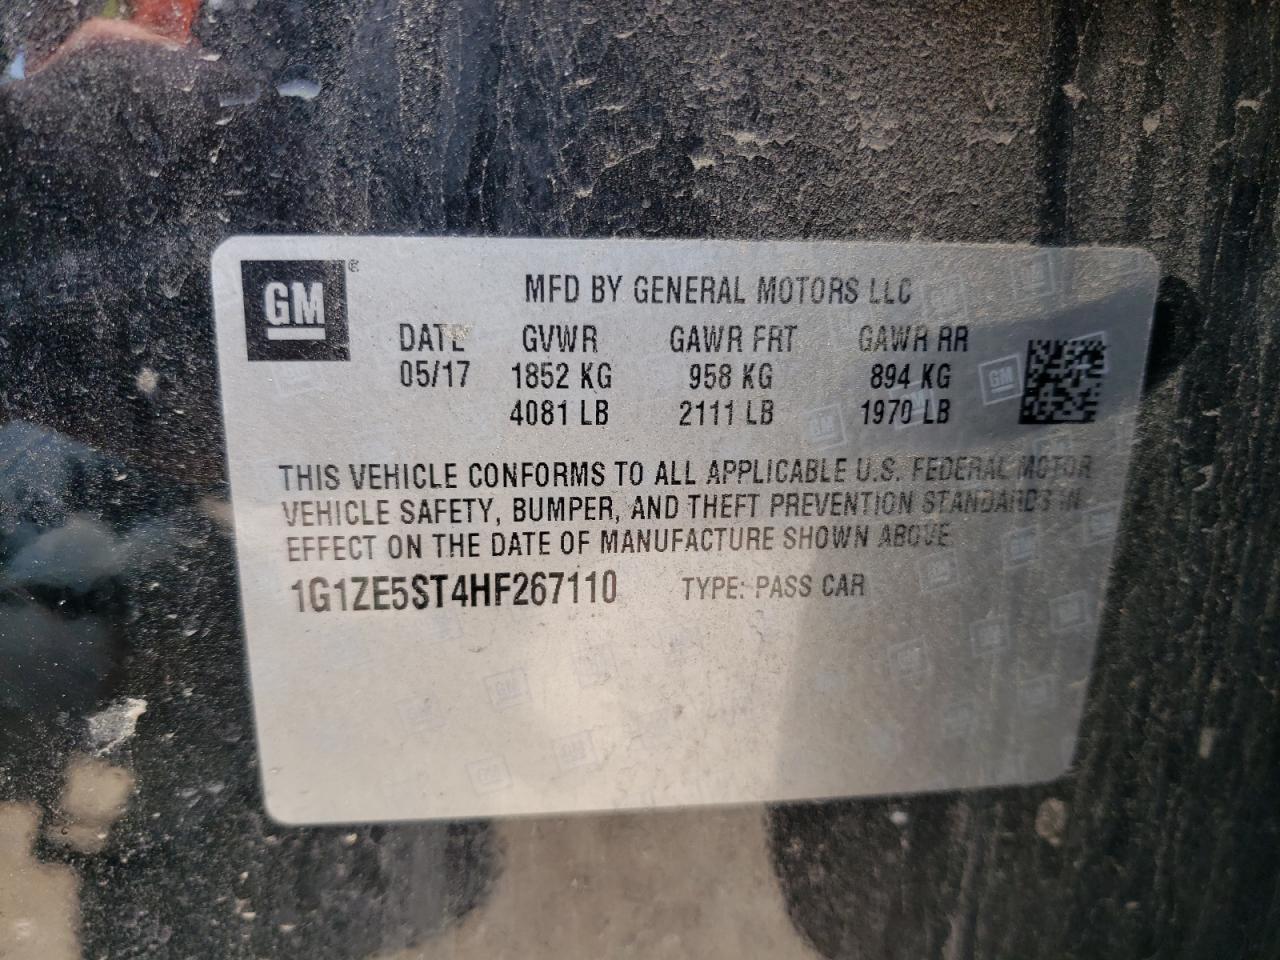 GM
MFD BY GENERAL MOTORS LLC
DATE GVWR GAWR FRT GAWR RR
05/17 1852 KG 958 KG 894 KG
4081 LB 2111 LB 1970 LB
THIS VEHICLE CONFORMS TO ALL APPLICABLE U.S. FEDERAL MOTOR
VEHICLE SAFETY, BUMPER, AND THEFT PREVENTION STANDARDS IN
EFFECT ON THE DATE OF MANUFACTURE SHOWN ABOVE.
1G1ZE5ST4HF267110 TYPE: PASS CAR